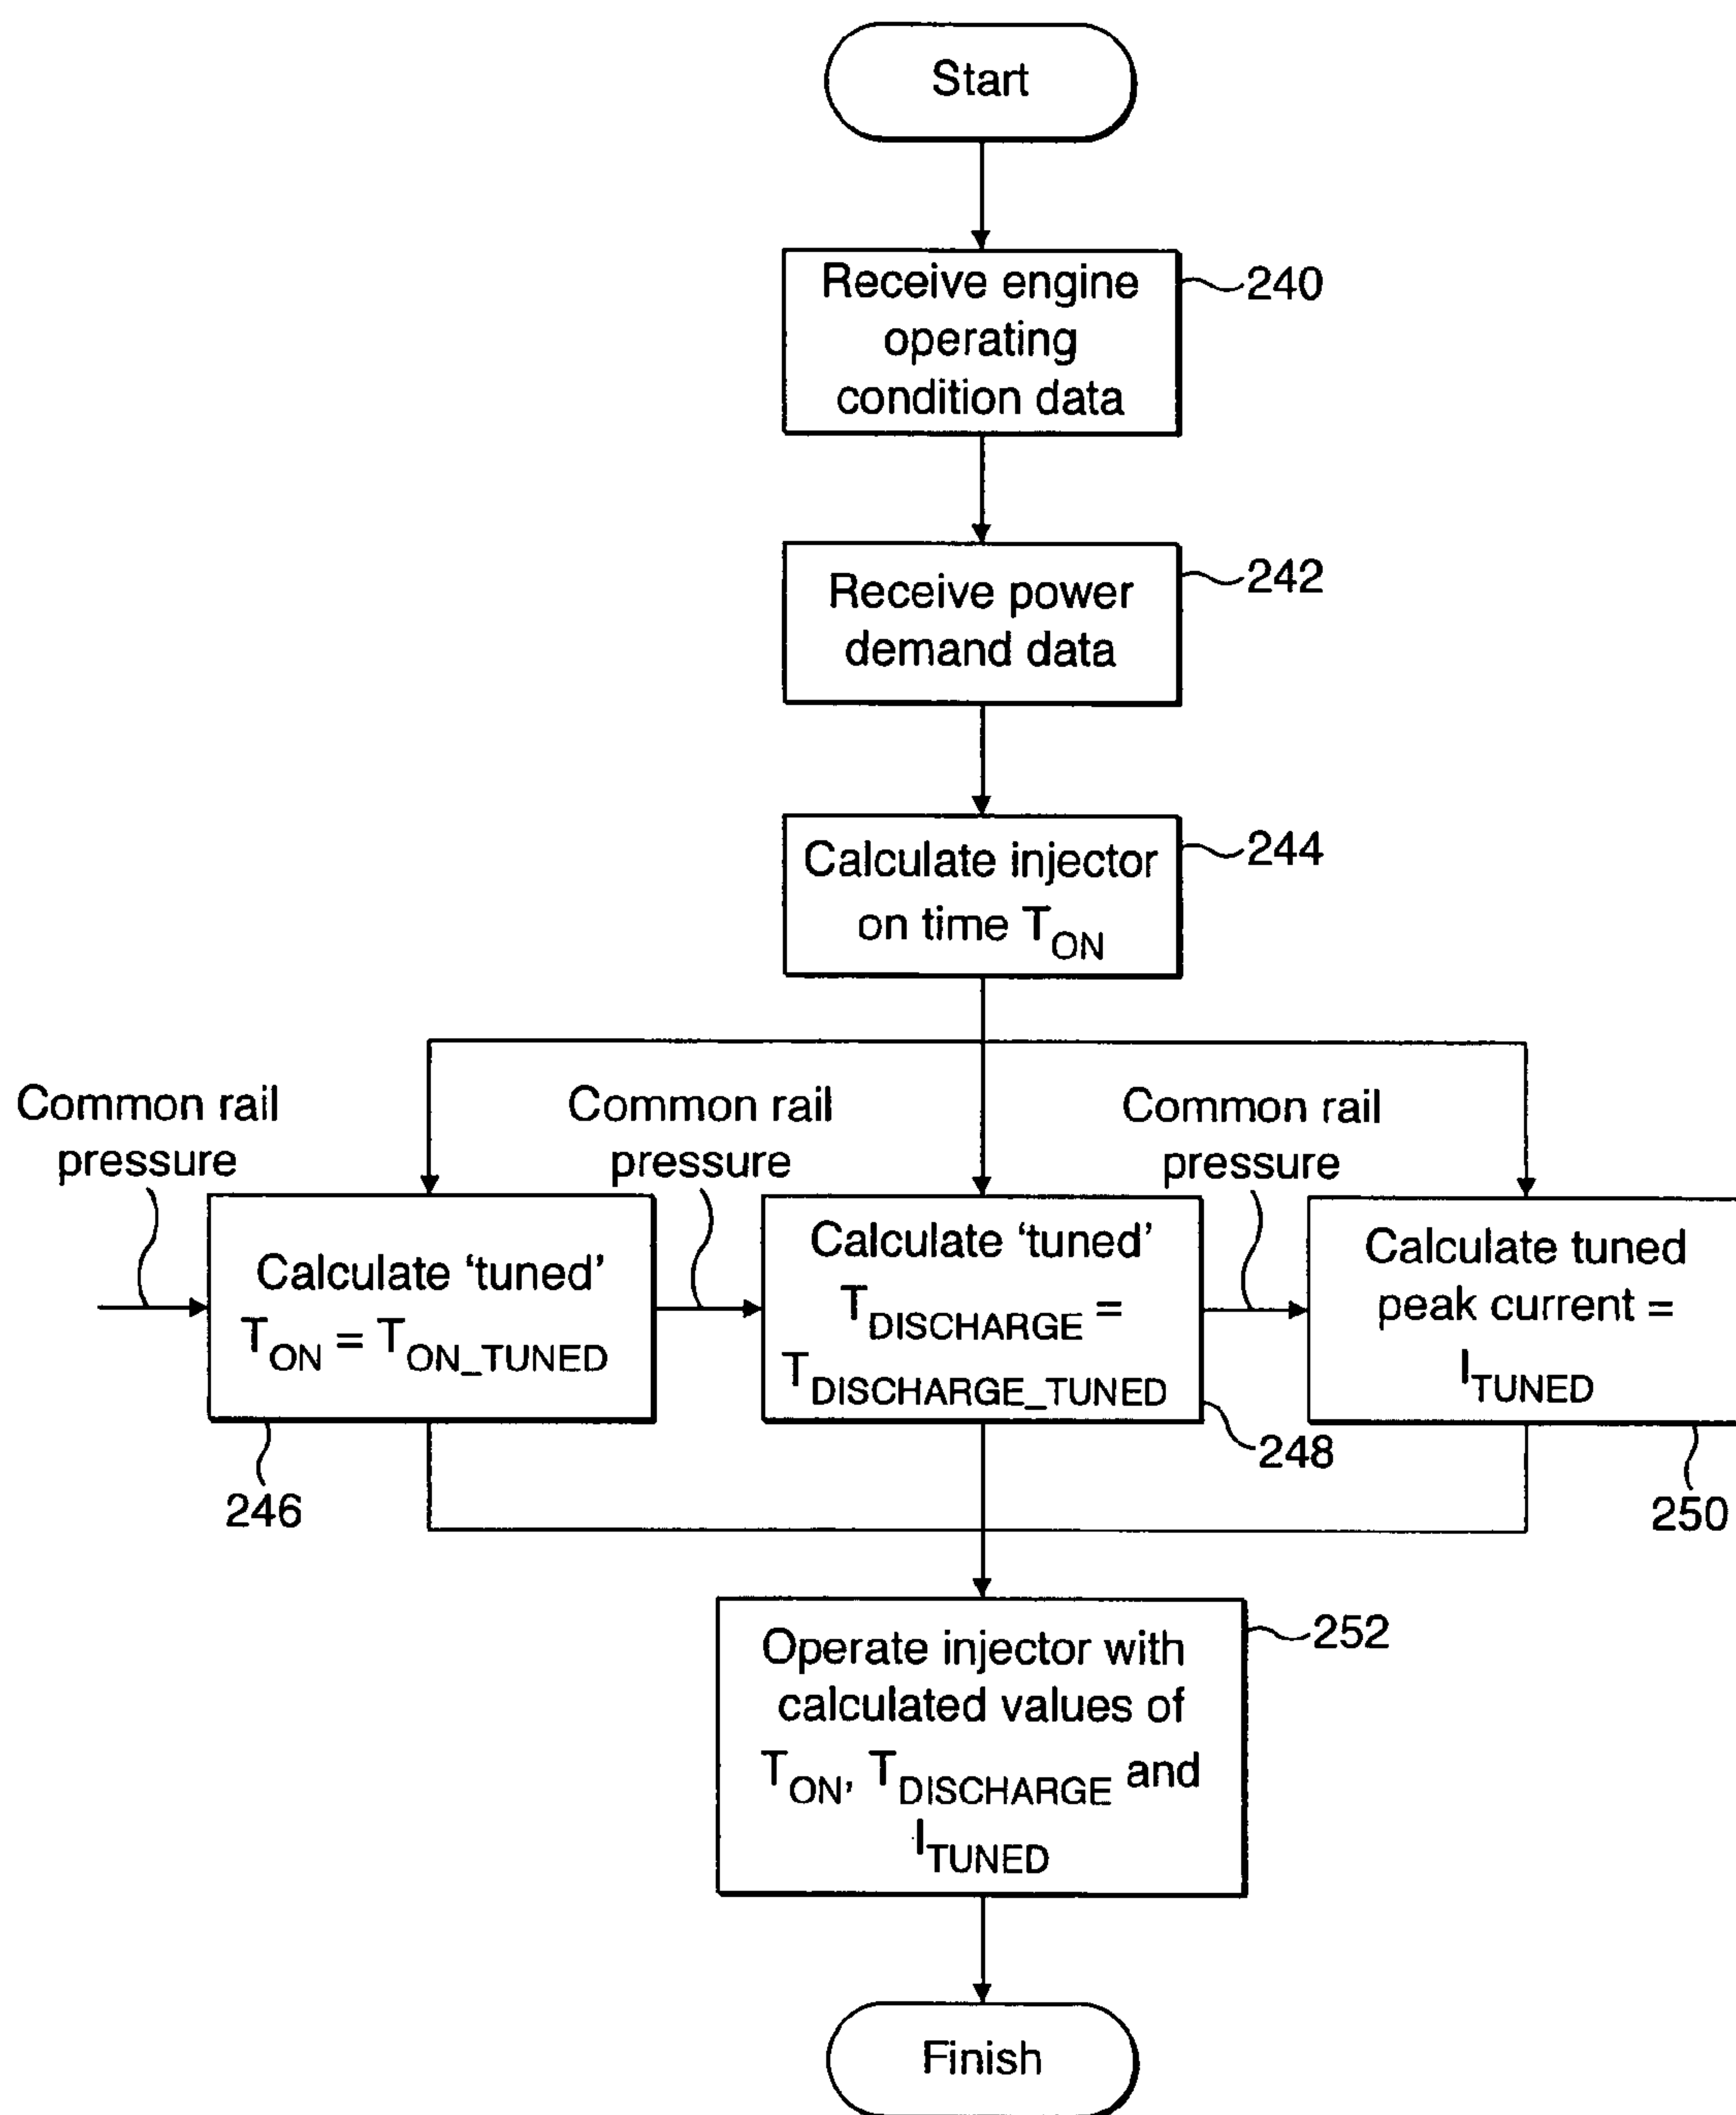 Start
Receive engine
operating
condition data
240
Receive power
demand data
242
Calculate injector
on time T_ON
244
Common rail
pressure
Common rail
pressure
Common rail
pressure
Calculate ‘tuned’
T_ON = T_ON_TUNED
246
Calculate ‘tuned’
T_DISCHARGE =
T_DISCHARGE_TUNED
248
Calculate tuned
peak current =
I_TUNED
250
Operate injector with
calculated values of
T_ON, T_DISCHARGE and
I_TUNED
252
Finish